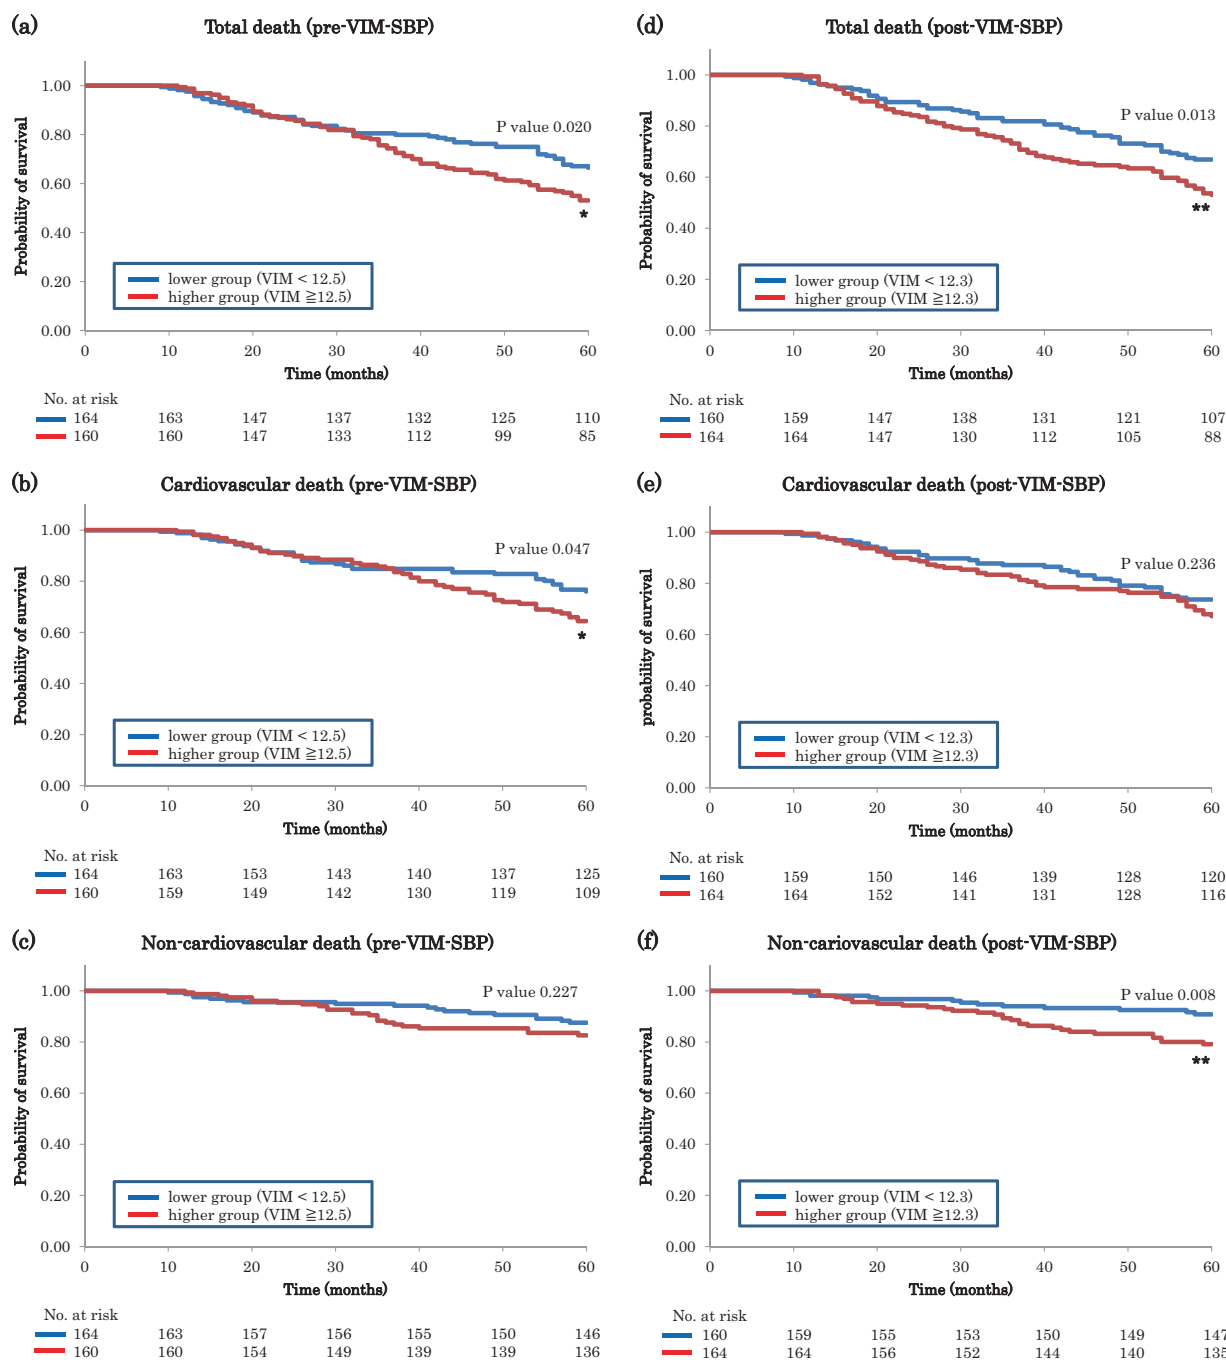 (a)
Total death (pre-VIM-SBP)
Probability of survival
1.00
0.80
0.60
0.40
0.20
0.00
P value 0.020
*
lower group (VIM < 12.5)
higher group (VIM ≧12.5)
0 10 20 30 40 50 60
Time (months)
No. at risk
164 163 147 137 132 125 110
160 160 147 133 112 99 85
(d)
Total death (post-VIM-SBP)
Probability of survival
1.00
0.80
0.60
0.40
0.20
0.00
P value 0.013
**
lower group (VIM < 12.3)
higher group (VIM ≧12.3)
0 10 20 30 40 50 60
Time (months)
No. at risk
160 159 147 138 131 121 107
164 164 147 130 112 105 88
(b)
Cardiovascular death (pre-VIM-SBP)
Probability of survival
1.00
0.80
0.60
0.40
0.20
0.00
P value 0.047
*
lower group (VIM < 12.5)
higher group (VIM ≧12.5)
0 10 20 30 40 50 60
Time (months)
No. at risk
164 163 153 143 140 137 125
160 159 149 142 130 119 109
(e)
Cardiovascular death (post-VIM-SBP)
probability of survival
1.00
0.80
0.60
0.40
0.20
0.00
P value 0.236
lower group (VIM < 12.3)
higher group (VIM ≧12.3)
0 10 20 30 40 50 60
Time (months)
No. at risk
160 159 150 146 139 128 120
164 164 152 141 131 128 116
(c)
Non-cardiovascular death (pre-VIM-SBP)
Probability of survival
1.00
0.80
0.60
0.40
0.20
0.00
P value 0.227
lower group (VIM < 12.5)
higher group (VIM ≧12.5)
0 10 20 30 40 50 60
Time (months)
No. at risk
164 163 157 156 155 150 146
160 160 154 149 139 139 136
(f)
Non-cariovascular death (post-VIM-SBP)
Probability of survival
1.00
0.80
0.60
0.40
0.20
0.00
P value 0.008
**
lower group (VIM < 12.3)
higher group (VIM ≧12.3)
0 10 20 30 40 50 60
Time (months)
No. at risk
160 159 155 153 150 149 147
164 164 156 152 144 140 135